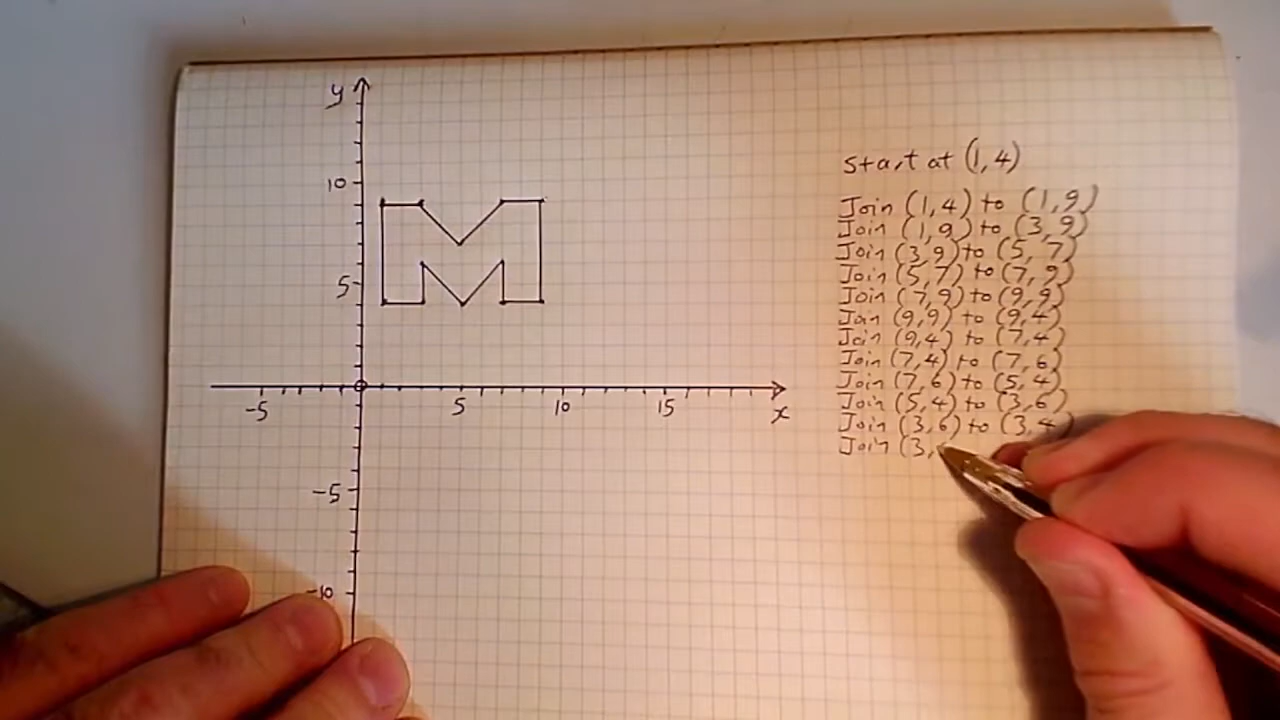 y
10
5
-5
5
10
15
x
-5
-10
Start at (1,4)
Join (1,4) to (1,9)
Join (1,9) to (3,9)
Join (3,9) to (5,7)
Join (5,7) to (7,9)
Join (7,9) to (9,9)
Join (9,9) to (9,4)
Join (9,4) to (7,4)
Join (7,4) to (7,6)
Join (7,6) to (5,4)
Join (5,4) to (3,6)
Join (3,6) to (3,4)
Join (3,